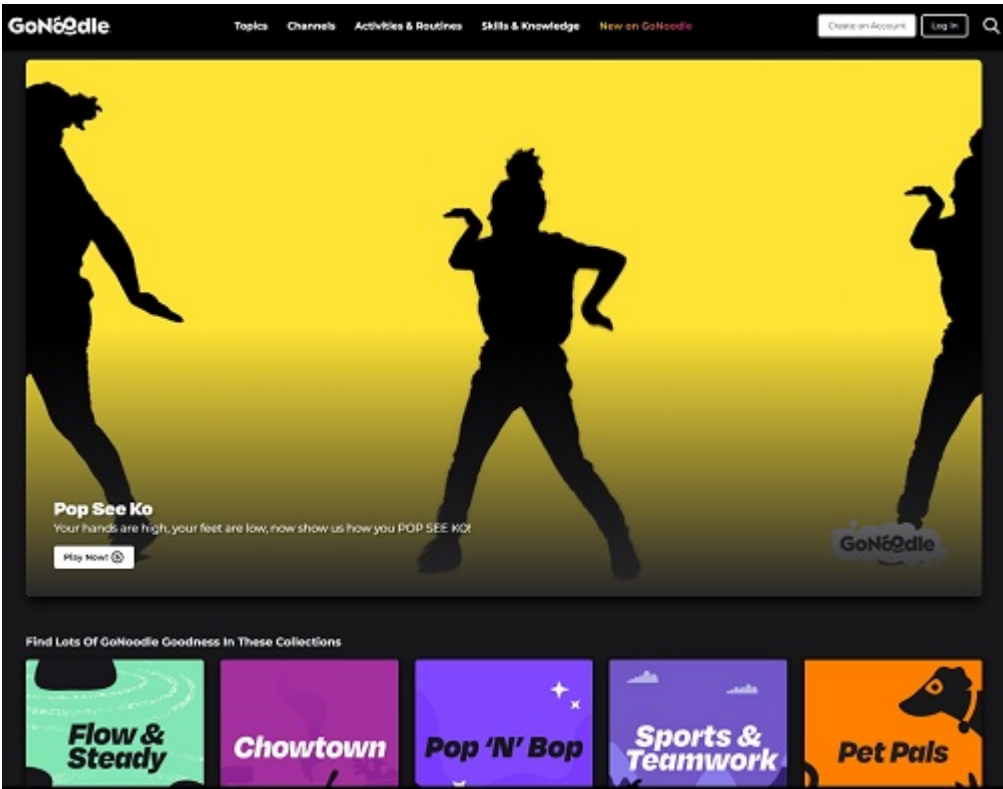 GoNoodle
Topics Channels Activities & Routines Skills & Knowledge New on GoNoodle Create an Account Log In
Pop See Ko
Your hands are high, your feet are low, now show us how you POP SEE KO!
Play Now!
GoNoodle
Find Lots Of GoNoodle Goodness In These Collections
Flow &
Steady
Chowtown
Pop 'N' Bop
Sports &
Teamwork
Pet Pals